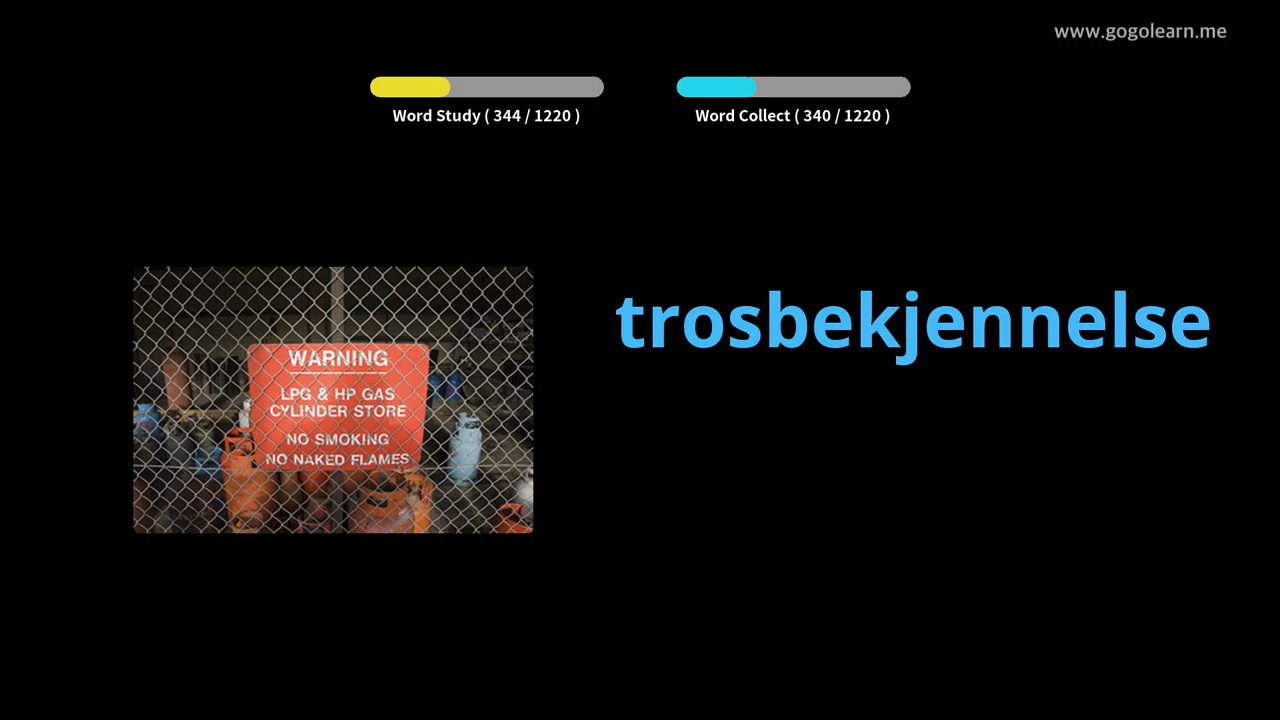 www.gogolearn.me
Word Study ( 344 / 1220 )
Word Collect ( 340 / 1220 )
trosbekjennelse
WARNING
LPG & HP GAS
CYLINDER STORE
NO SMOKING
NO NAKED FLAMES